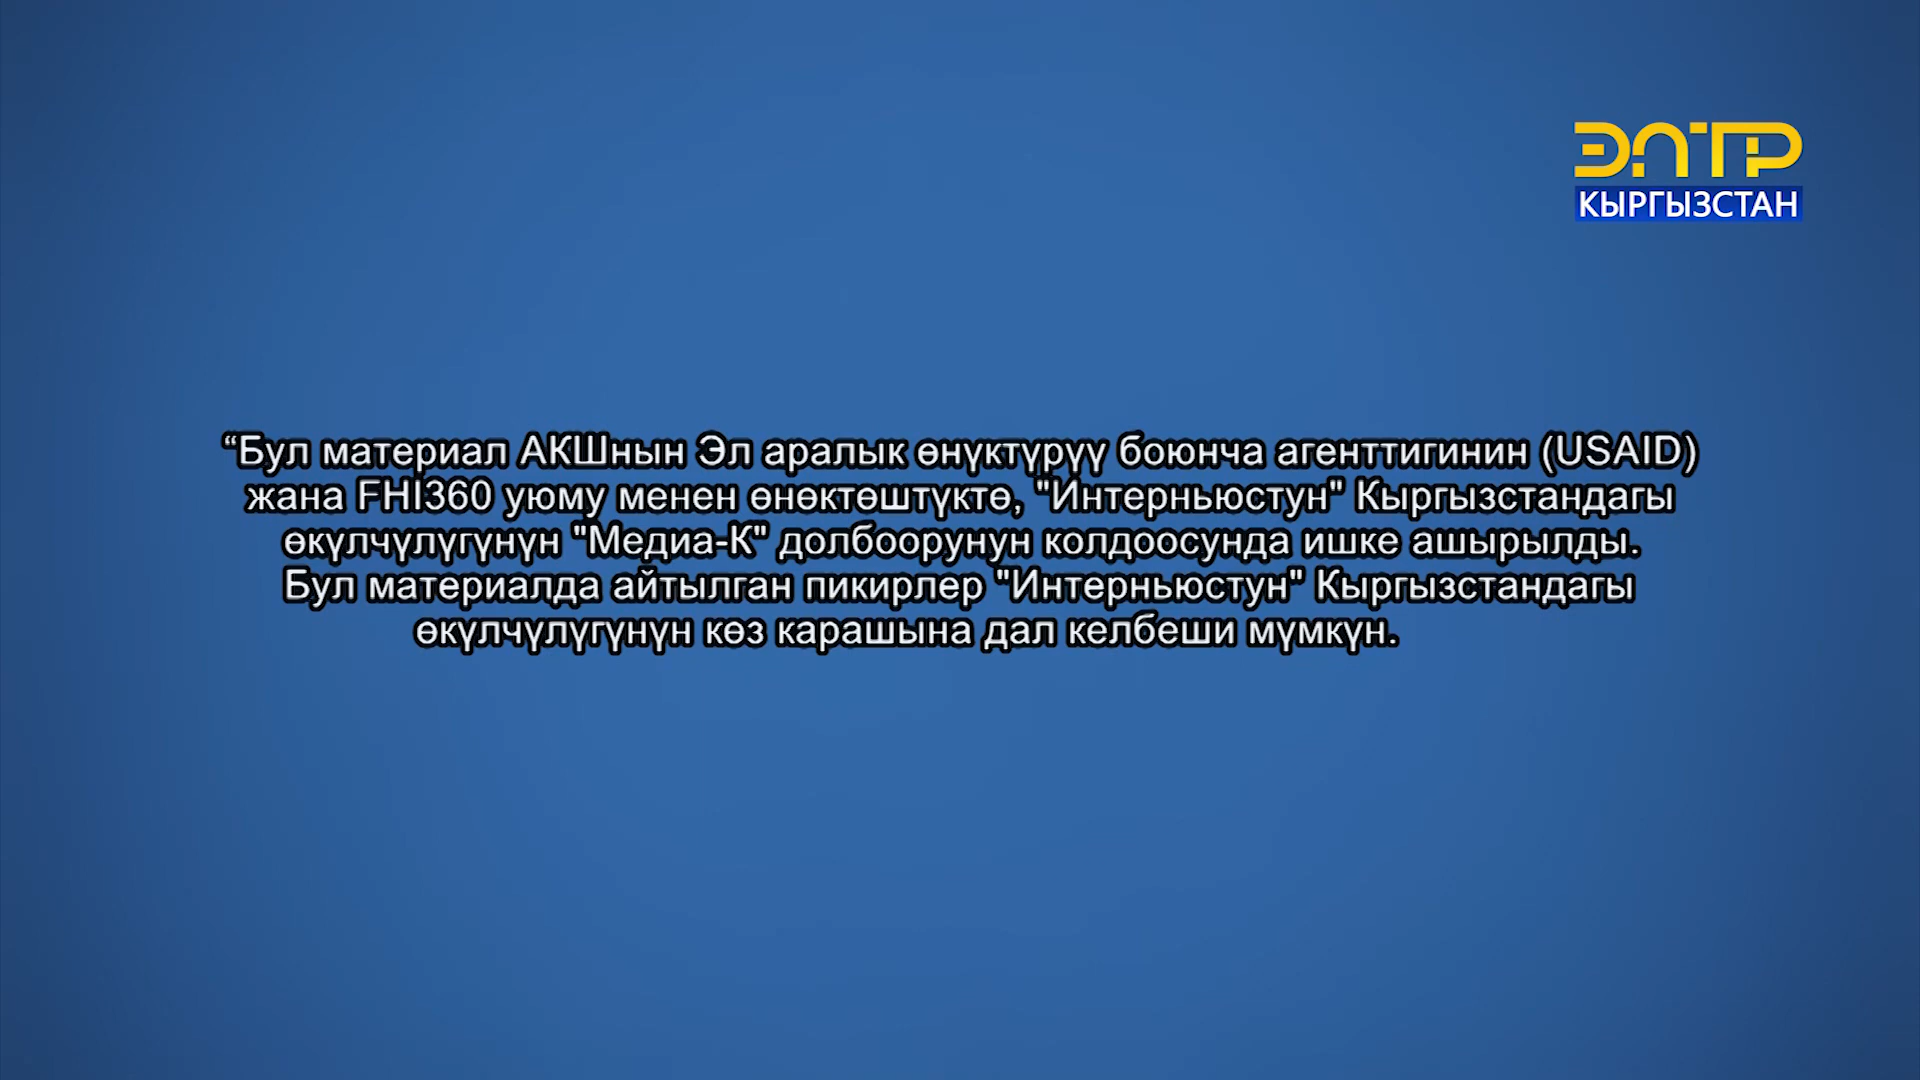 ЭЛТР
КЫРГЫЗСТАН
“Бул материал АКШнын Эл аралык өнүктүрүү боюнча агенттигинин (USAID)
жана FHI360 уюму менен өнөктөштүктө, "Интерньюстун" Кыргызстандагы
өкүлчүлүгүнүн "Медиа-К" долбоорунун колдоосунда ишке ашырылды.
Бул материалда айтылган пикирлер "Интерньюстун" Кыргызстандагы
өкүлчүлүгүнүн көз карашына дал келбеши мүмкүн.